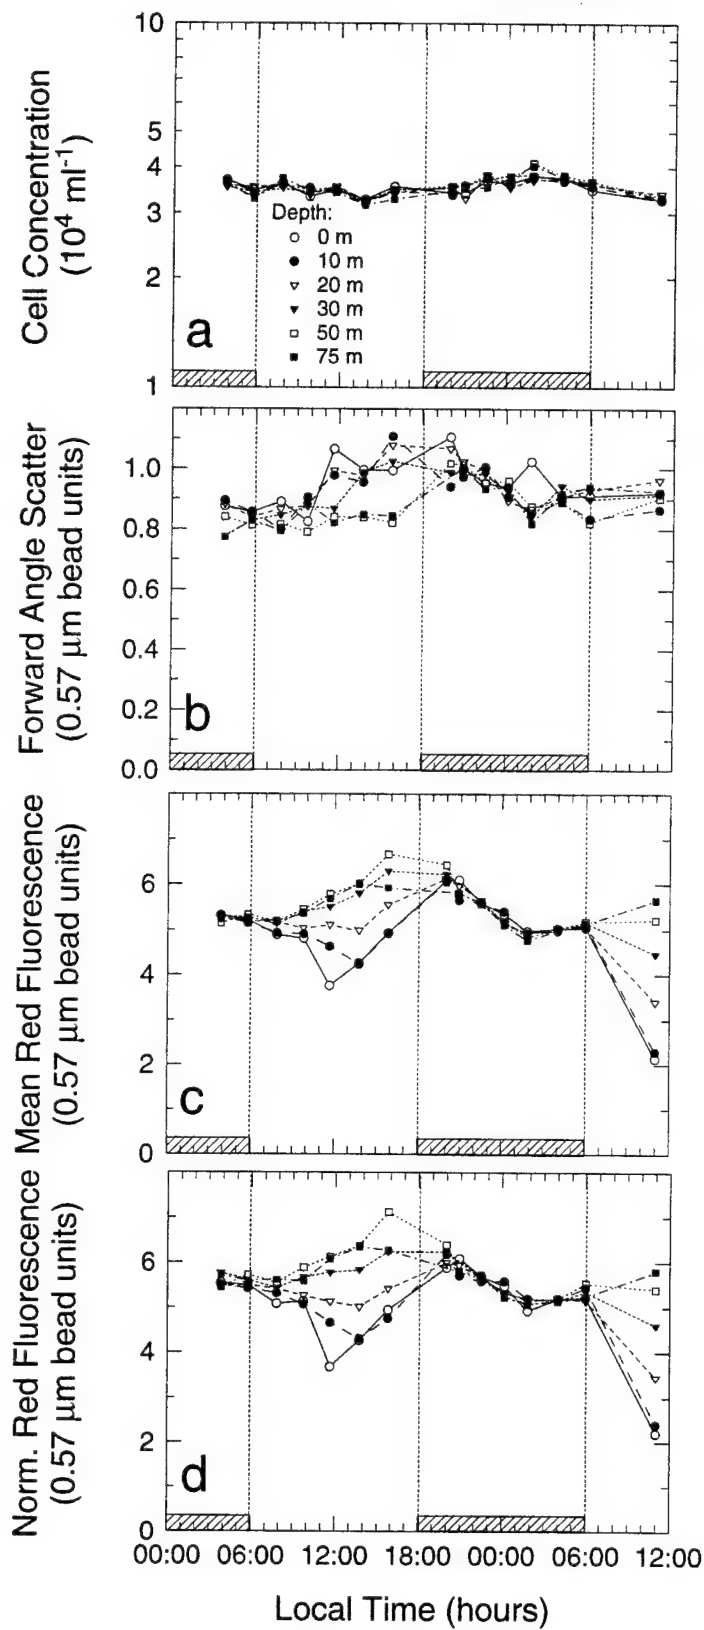 10
5
4
3
2
1
Cell Concentration
(10⁴ ml⁻¹)
Depth:
0 m
10 m
20 m
30 m
50 m
75 m
a
1.0
0.8
0.6
0.4
0.2
0.0
Forward Angle Scatter
(0.57 µm bead units)
b
6
4
2
0
Mean Red Fluorescence
(0.57 µm bead units)
c
6
4
2
0
Norm. Red Fluorescence
(0.57 µm bead units)
d
00:00 06:00 12:00 18:00 00:00 06:00 12:00
Local Time (hours)